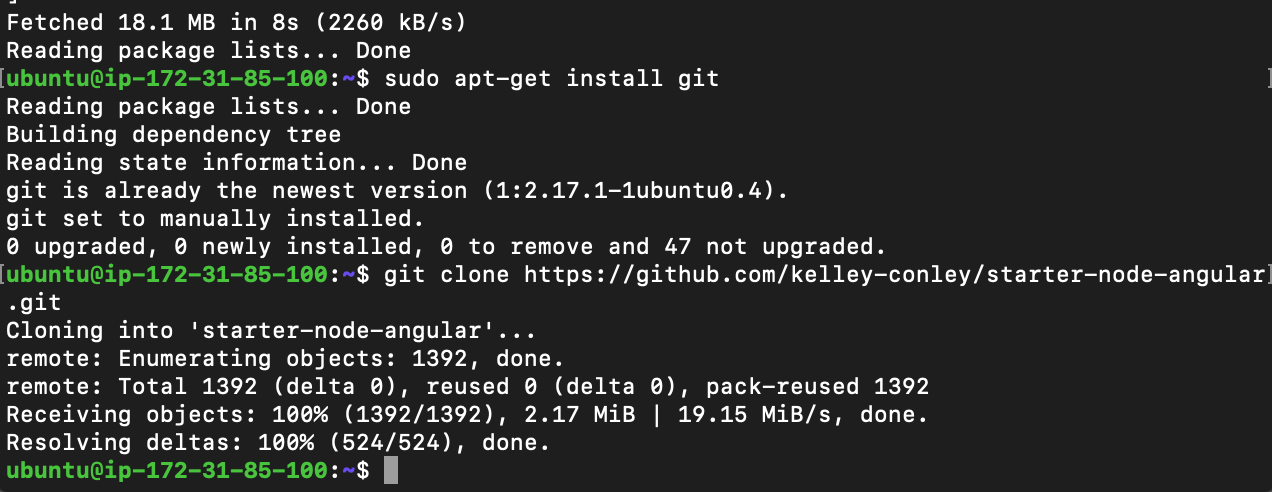 Fetched 18.1 MB in 8s (2260 kB/s)
Reading package lists... Done
[ubuntu@ip-172-31-85-100:~$ sudo apt-get install git ]
Reading package lists... Done
Building dependency tree
Reading state information... Done
git is already the newest version (1:2.17.1-1ubuntu0.4).
git set to manually installed.
0 upgraded, 0 newly installed, 0 to remove and 47 not upgraded.
[ubuntu@ip-172-31-85-100:~$ git clone https://github.com/kelley-conley/starter-node-angular]
.git
Cloning into 'starter-node-angular'...
remote: Enumerating objects: 1392, done.
remote: Total 1392 (delta 0), reused 0 (delta 0), pack-reused 1392
Receiving objects: 100% (1392/1392), 2.17 MiB | 19.15 MiB/s, done.
Resolving deltas: 100% (524/524), done.
ubuntu@ip-172-31-85-100:~$